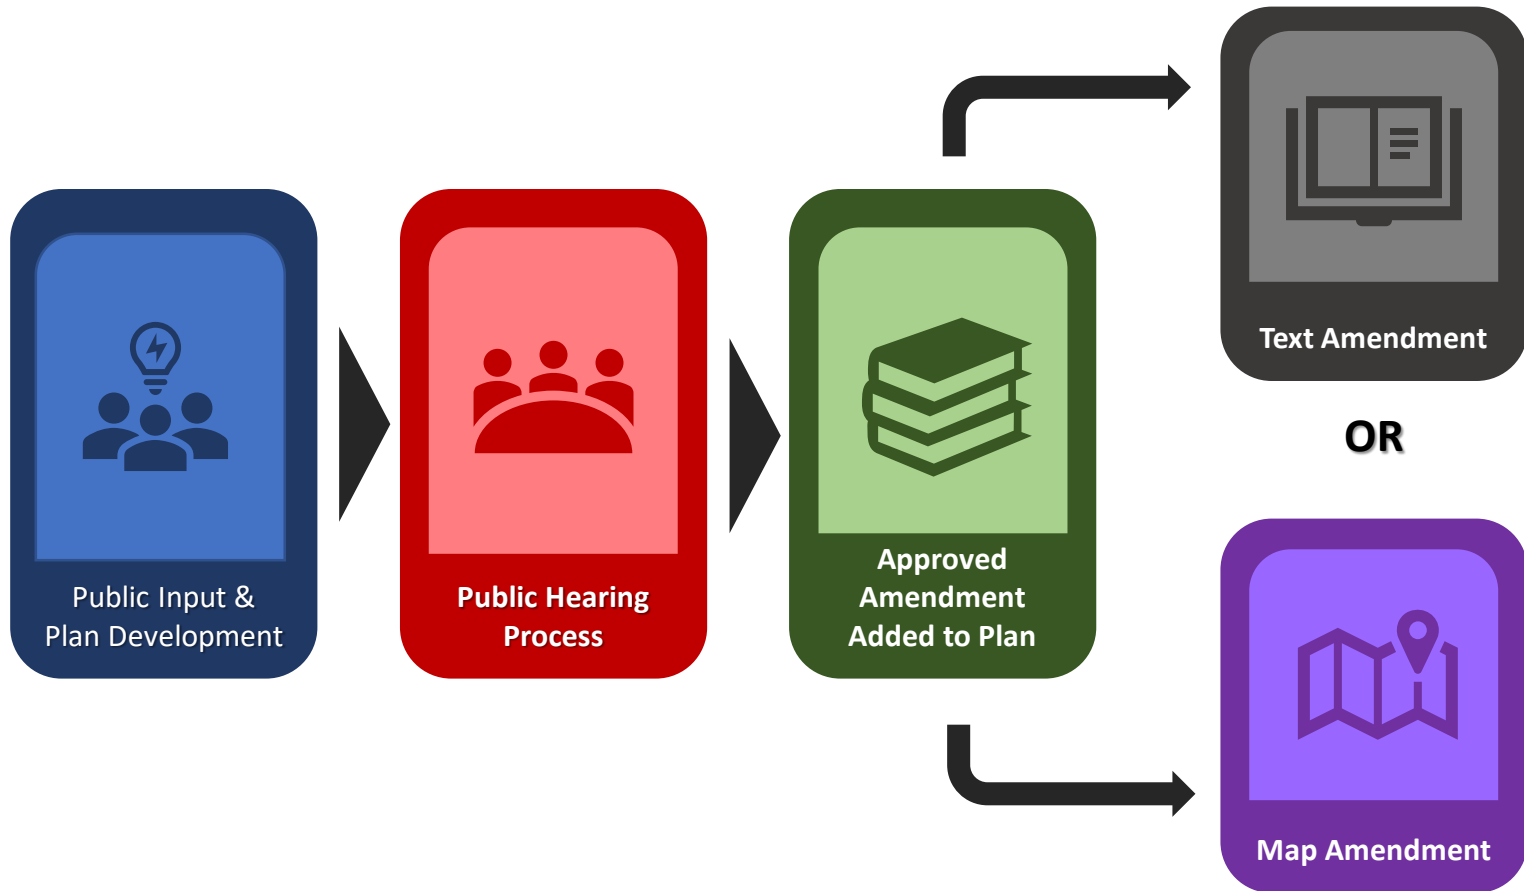 Public Input &
Plan Development
Public Hearing
Process
Approved
Amendment
Added to Plan
Text Amendment
OR
Map Amendment